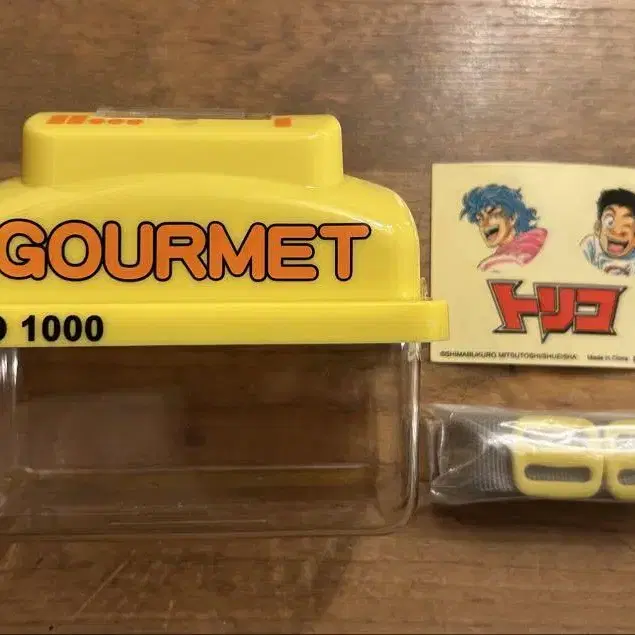 GOURMET
1000
トリコ
©SHIMABUKURO MITSUTOSHI/SHUEISHA Made in China